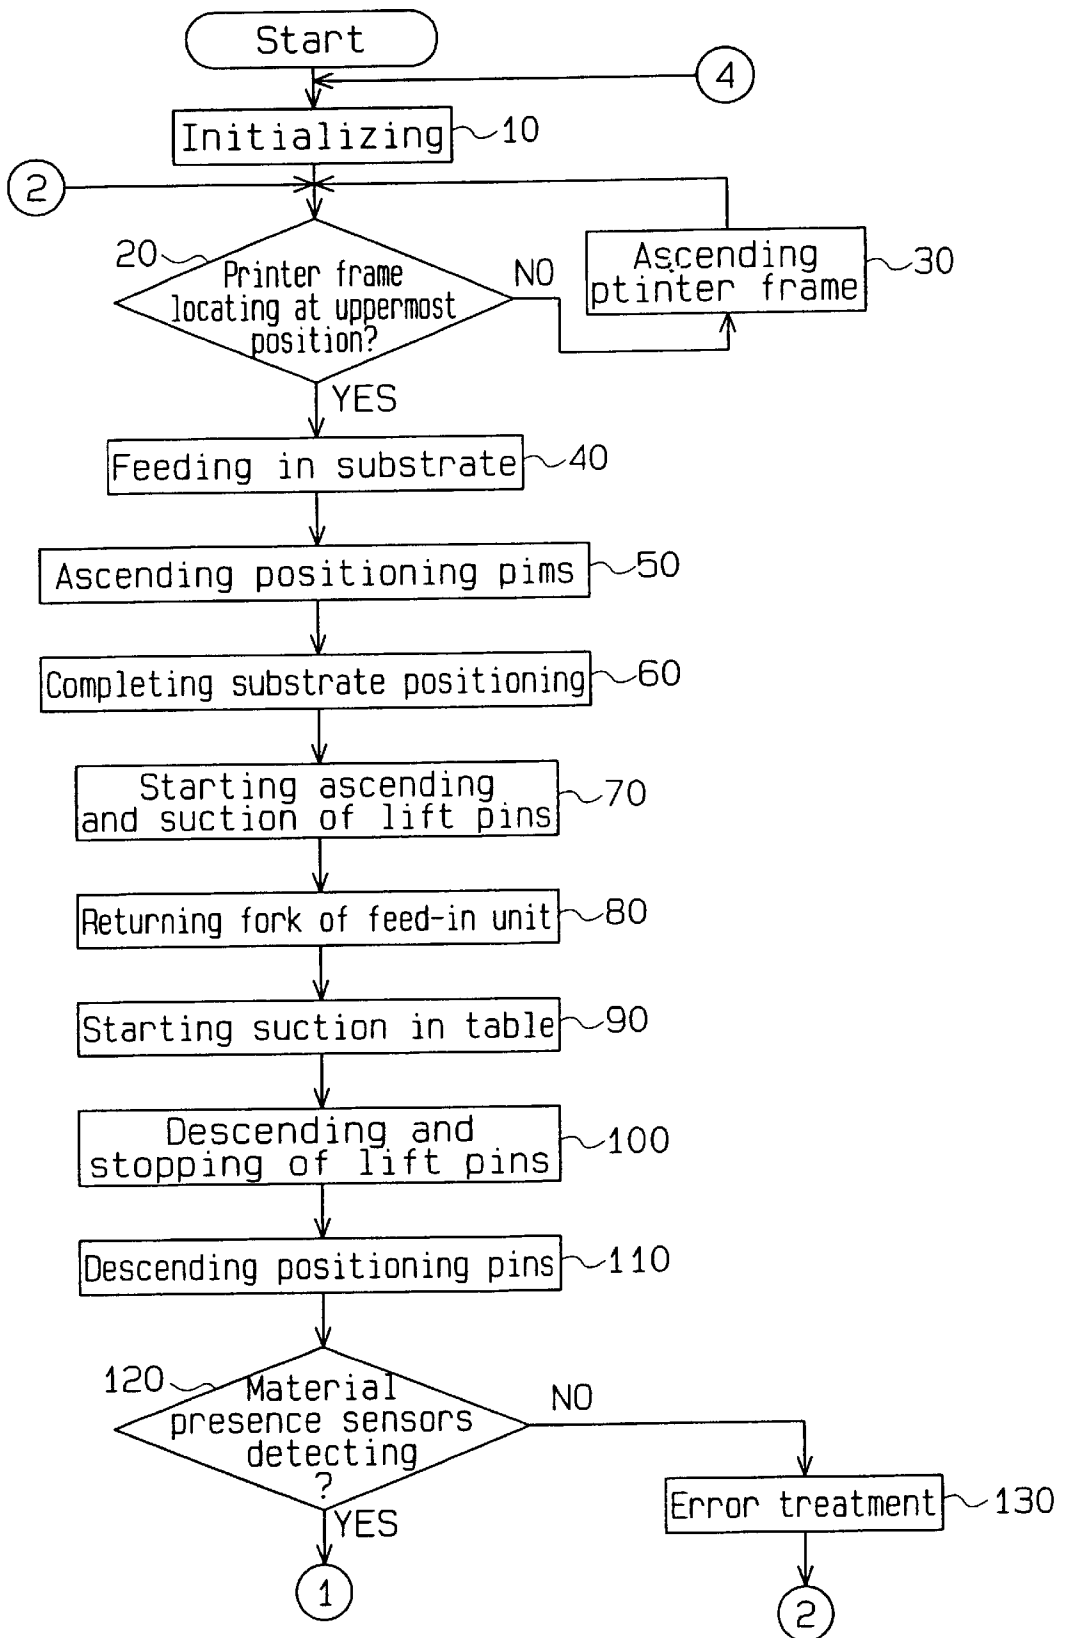 Start
4
Initializing
10
2
20
Printer frame
locating at uppermost
position?
NO
Ascending
ptinter frame
30
YES
Feeding in substrate
40
Ascending positioning pims
50
Completing substrate positioning
60
Starting ascending
and suction of lift pins
70
Returning fork of feed-in unit
80
Starting suction in table
90
Descending and
stopping of lift pins
100
Descending positioning pins
110
120
Material
presence sensors
detecting
?
NO
Error treatment
130
YES
1
2